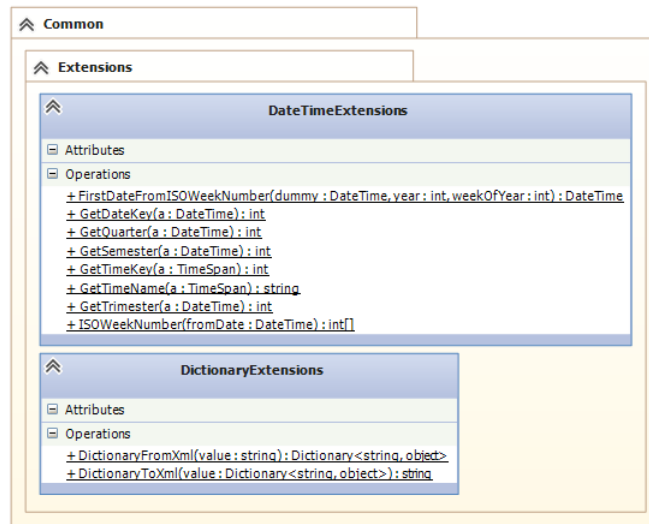 Common
Extensions
DateTimeExtensions
Attributes
Operations
+ FirstDateFromISOWeekNumber(dummy : DateTime, year : int, weekOfYear : int) : DateTime
+ GetDateKey(a : DateTime) : int
+ GetQuarter(a : DateTime) : int
+ GetSemester(a : DateTime) : int
+ GetTimeKey(a : TimeSpan) : int
+ GetTimeName(a : TimeSpan) : string
+ GetTrimester(a : DateTime) : int
+ ISOWeekNumber(fromDate : DateTime) : int[]
DictionaryExtensions
Attributes
Operations
+ DictionaryFromXml(value : string) : Dictionary<string, object>
+ DictionaryToXml(value : Dictionary<string, object>) : string